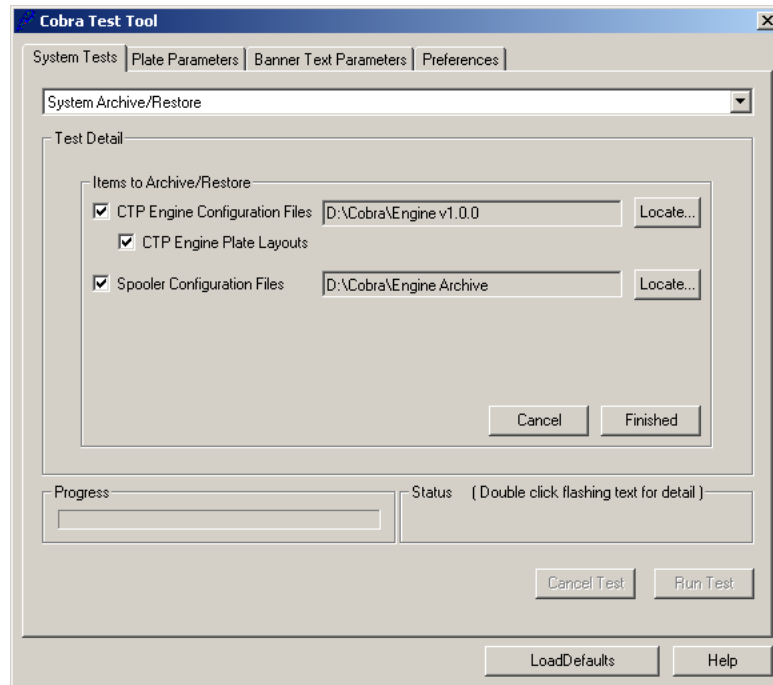 Cobra Test Tool
System Tests Plate Parameters Banner Text Parameters Preferences
System Archive/Restore
Test Detail
Items to Archive/Restore
CTP Engine Configuration Files D:\Cobra\Engine v1.0.0 Locate...
CTP Engine Plate Layouts
Spooler Configuration Files D:\Cobra\Engine Archive Locate...
Cancel Finished
Progress Status ( Double click flashing text for detail )
Cancel Test Run Test
LoadDefaults Help